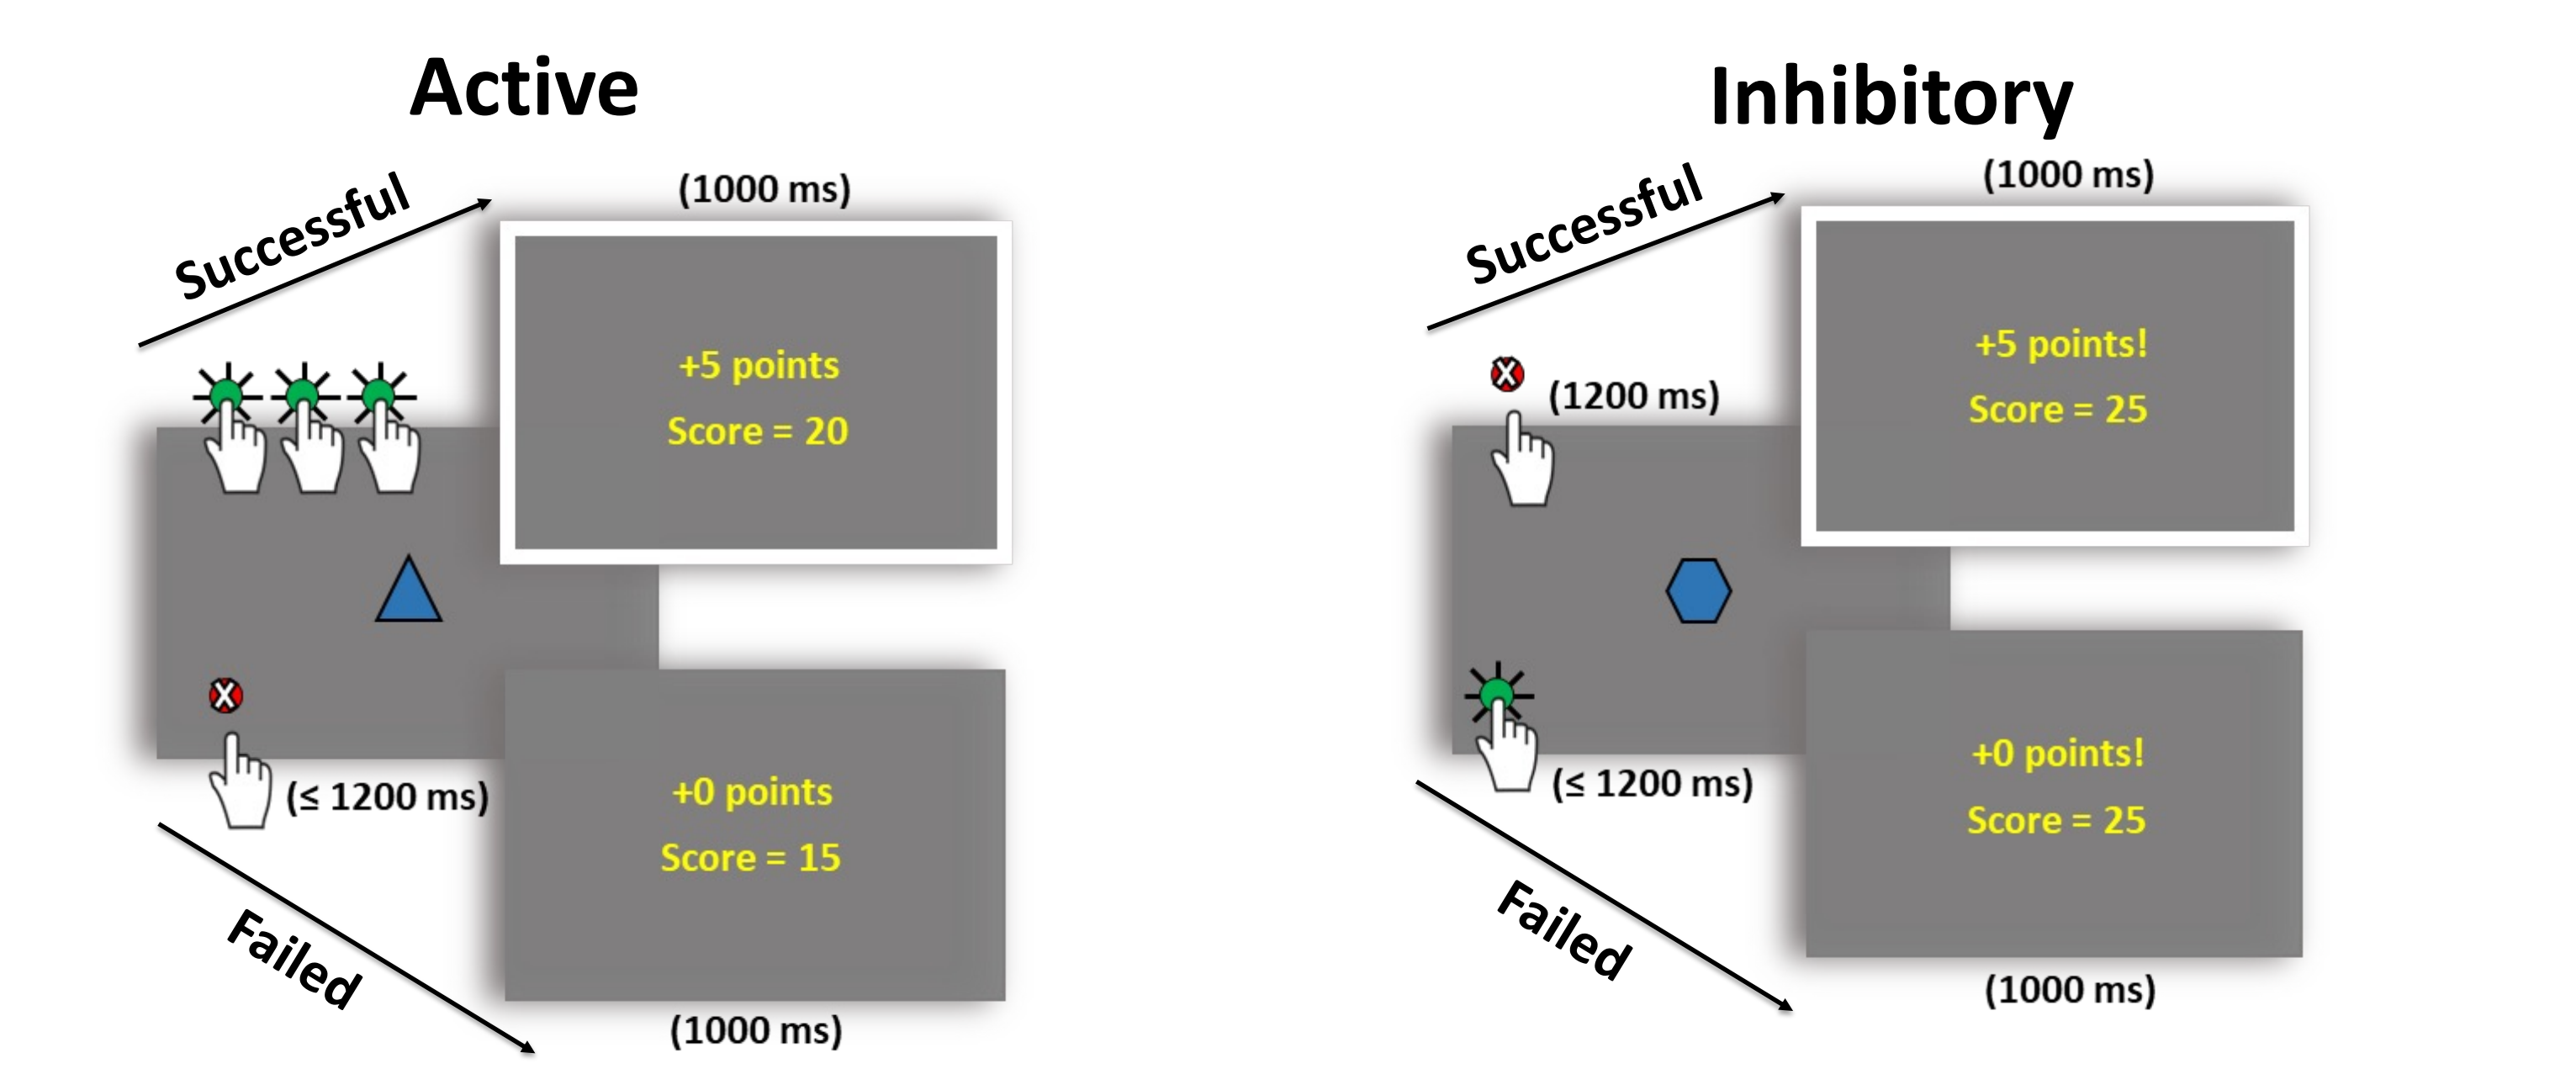 Active
Successful
(1000 ms)
+5 points
Score = 20
X
(≤ 1200 ms)
+0 points
Score = 15
Failed
(1000 ms)
Inhibitory
Successful
(1000 ms)
X
(1200 ms)
+5 points!
Score = 25
(≤ 1200 ms)
+0 points!
Score = 25
Failed
(1000 ms)